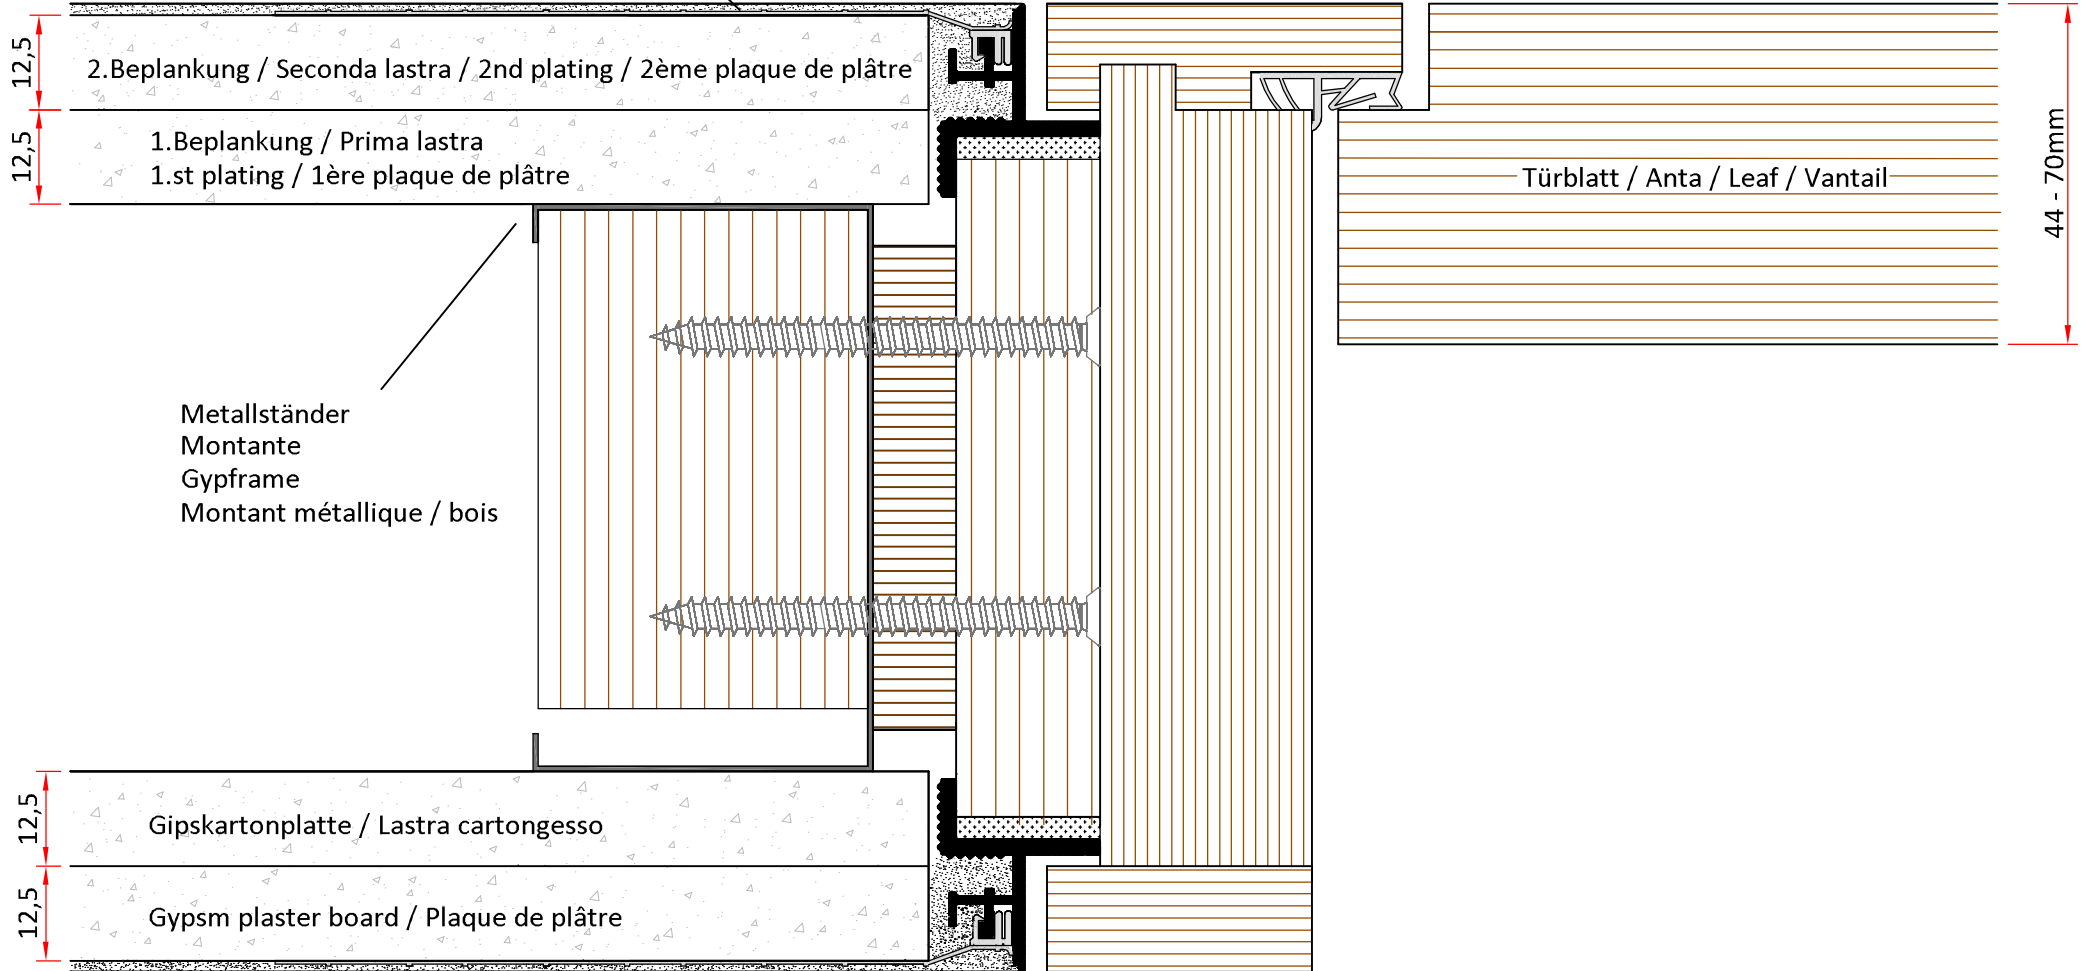 12,5
2.Beplankung / Seconda lastra / 2nd plating / 2ème plaque de plâtre
12,5
1.Beplankung / Prima lastra
1.st plating / 1ère plaque de plâtre
Türblatt / Anta / Leaf / Vantail
44 - 70mm
Metallständer
Montante
Gypframe
Montant métallique / bois
12,5
Gipskartonplatte / Lastra cartongesso
12,5
Gypsm plaster board / Plaque de plâtre